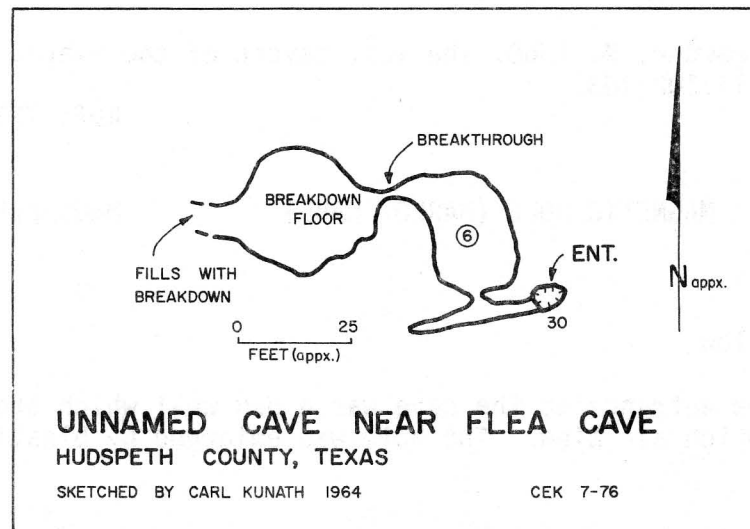 BREAKTHROUGH
BREAKDOWN
FLOOR
6
ENT.
FILLS WITH
BREAKDOWN
N appx.
30
0 25
FEET (appx.)
UNNAMED CAVE NEAR FLEA CAVE
HUDSPETH COUNTY, TEXAS
SKETCHED BY CARL KUNATH 1964 CEK 7-76